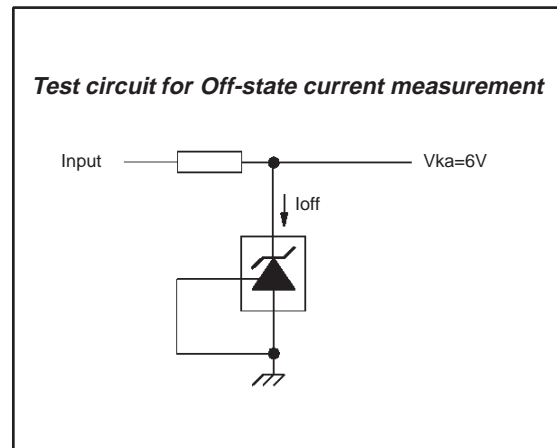 Test circuit for Off-state current measurement
Input
Vka=6V
Ioff